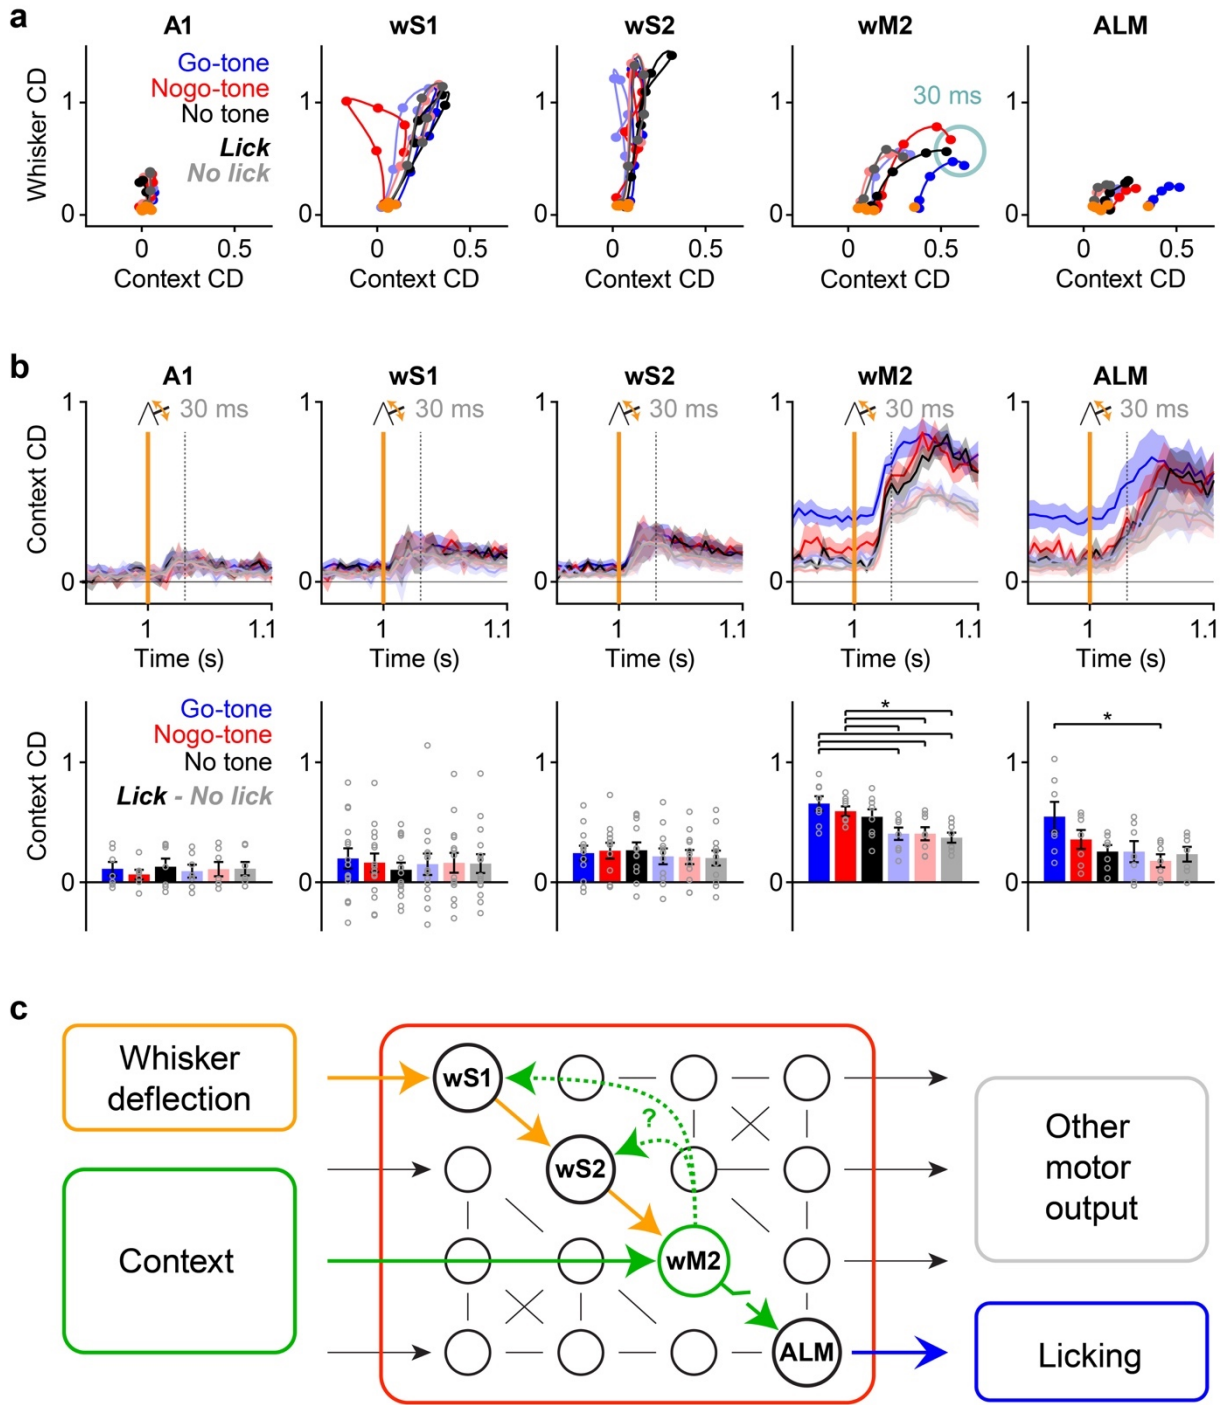 a
A1
wS1
wS2
wM2
ALM
Go-tone
Nogo-tone
No tone
Lick
No lick
Whisker CD
1
0
1
0
1
0
1
0
1
0
30 ms
0 0.5
0 0.5
0 0.5
0 0.5
0 0.5
Context CD
Context CD
Context CD
Context CD
Context CD
b
A1
wS1
wS2
wM2
ALM
Context CD
1
0
1
0
1
0
1
0
1
0
30 ms
30 ms
30 ms
30 ms
30 ms
1 1.1
1 1.1
1 1.1
1 1.1
1 1.1
Time (s)
Time (s)
Time (s)
Time (s)
Time (s)
Go-tone
Nogo-tone
No tone
Lick - No lick
Context CD
1
0
1
0
1
0
1
0
1
0
*
*
c
Whisker
deflection
Context
wS1
wS2
?
wM2
ALM
Other
motor
output
Licking